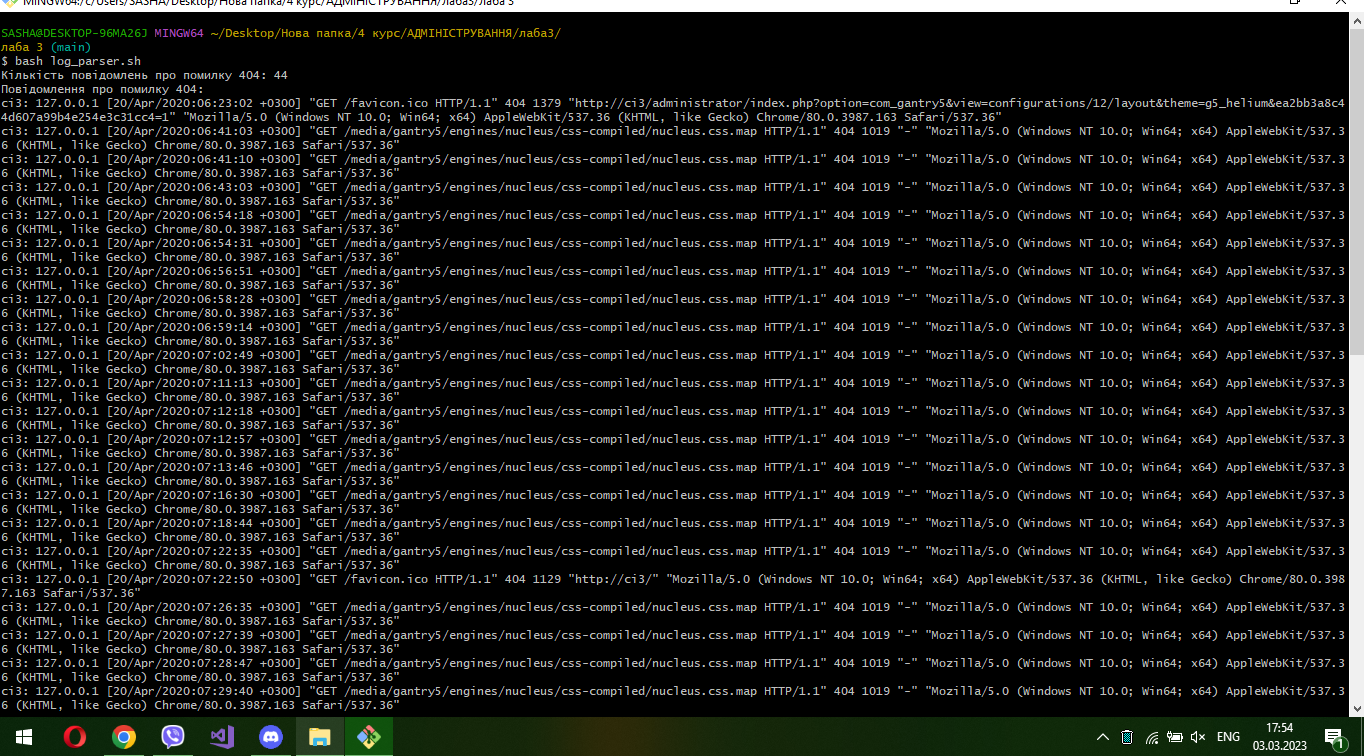 MINGW64:/c/Users/SASHA/Desktop/Нова папка/4 курс/АДМІНІСТРУВАННЯ/лаба3/лаба 3
SASHA@DESKTOP-96MA26J MINGW64 ~/Desktop/Нова папка/4 курс/АДМІНІСТРУВАННЯ/лаба3/
лаба 3 (main)
$ bash log_parser.sh
Кількість повідомлень про помилку 404: 44
Повідомлення про помилку 404:
ci3: 127.0.0.1 [20/Apr/2020:06:23:02 +0300] "GET /favicon.ico HTTP/1.1" 404 1379 "http://ci3/administrator/index.php?option=com_gantry5&view=configurations/12/layout&theme=g5_helium&ea2bb3a8c4
4d607a99b4e254e3c31cc4=1" "Mozilla/5.0 (Windows NT 10.0; Win64; x64) AppleWebKit/537.36 (KHTML, like Gecko) Chrome/80.0.3987.163 Safari/537.36"
ci3: 127.0.0.1 [20/Apr/2020:06:41:03 +0300] "GET /media/gantry5/engines/nucleus/css-compiled/nucleus.css.map HTTP/1.1" 404 1019 "-" "Mozilla/5.0 (Windows NT 10.0; Win64; x64) AppleWebKit/537.3
6 (KHTML, like Gecko) Chrome/80.0.3987.163 Safari/537.36"
ci3: 127.0.0.1 [20/Apr/2020:06:41:10 +0300] "GET /media/gantry5/engines/nucleus/css-compiled/nucleus.css.map HTTP/1.1" 404 1019 "-" "Mozilla/5.0 (Windows NT 10.0; Win64; x64) AppleWebKit/537.3
6 (KHTML, like Gecko) Chrome/80.0.3987.163 Safari/537.36"
ci3: 127.0.0.1 [20/Apr/2020:06:43:03 +0300] "GET /media/gantry5/engines/nucleus/css-compiled/nucleus.css.map HTTP/1.1" 404 1019 "-" "Mozilla/5.0 (Windows NT 10.0; Win64; x64) AppleWebKit/537.3
6 (KHTML, like Gecko) Chrome/80.0.3987.163 Safari/537.36"
ci3: 127.0.0.1 [20/Apr/2020:06:54:18 +0300] "GET /media/gantry5/engines/nucleus/css-compiled/nucleus.css.map HTTP/1.1" 404 1019 "-" "Mozilla/5.0 (Windows NT 10.0; Win64; x64) AppleWebKit/537.3
6 (KHTML, like Gecko) Chrome/80.0.3987.163 Safari/537.36"
ci3: 127.0.0.1 [20/Apr/2020:06:54:31 +0300] "GET /media/gantry5/engines/nucleus/css-compiled/nucleus.css.map HTTP/1.1" 404 1019 "-" "Mozilla/5.0 (Windows NT 10.0; Win64; x64) AppleWebKit/537.3
6 (KHTML, like Gecko) Chrome/80.0.3987.163 Safari/537.36"
ci3: 127.0.0.1 [20/Apr/2020:06:56:51 +0300] "GET /media/gantry5/engines/nucleus/css-compiled/nucleus.css.map HTTP/1.1" 404 1019 "-" "Mozilla/5.0 (Windows NT 10.0; Win64; x64) AppleWebKit/537.3
6 (KHTML, like Gecko) Chrome/80.0.3987.163 Safari/537.36"
ci3: 127.0.0.1 [20/Apr/2020:06:58:28 +0300] "GET /media/gantry5/engines/nucleus/css-compiled/nucleus.css.map HTTP/1.1" 404 1019 "-" "Mozilla/5.0 (Windows NT 10.0; Win64; x64) AppleWebKit/537.3
6 (KHTML, like Gecko) Chrome/80.0.3987.163 Safari/537.36"
ci3: 127.0.0.1 [20/Apr/2020:06:59:14 +0300] "GET /media/gantry5/engines/nucleus/css-compiled/nucleus.css.map HTTP/1.1" 404 1019 "-" "Mozilla/5.0 (Windows NT 10.0; Win64; x64) AppleWebKit/537.3
6 (KHTML, like Gecko) Chrome/80.0.3987.163 Safari/537.36"
ci3: 127.0.0.1 [20/Apr/2020:07:02:49 +0300] "GET /media/gantry5/engines/nucleus/css-compiled/nucleus.css.map HTTP/1.1" 404 1019 "-" "Mozilla/5.0 (Windows NT 10.0; Win64; x64) AppleWebKit/537.3
6 (KHTML, like Gecko) Chrome/80.0.3987.163 Safari/537.36"
ci3: 127.0.0.1 [20/Apr/2020:07:11:13 +0300] "GET /media/gantry5/engines/nucleus/css-compiled/nucleus.css.map HTTP/1.1" 404 1019 "-" "Mozilla/5.0 (Windows NT 10.0; Win64; x64) AppleWebKit/537.3
6 (KHTML, like Gecko) Chrome/80.0.3987.163 Safari/537.36"
ci3: 127.0.0.1 [20/Apr/2020:07:12:18 +0300] "GET /media/gantry5/engines/nucleus/css-compiled/nucleus.css.map HTTP/1.1" 404 1019 "-" "Mozilla/5.0 (Windows NT 10.0; Win64; x64) AppleWebKit/537.3
6 (KHTML, like Gecko) Chrome/80.0.3987.163 Safari/537.36"
ci3: 127.0.0.1 [20/Apr/2020:07:12:57 +0300] "GET /media/gantry5/engines/nucleus/css-compiled/nucleus.css.map HTTP/1.1" 404 1019 "-" "Mozilla/5.0 (Windows NT 10.0; Win64; x64) AppleWebKit/537.3
6 (KHTML, like Gecko) Chrome/80.0.3987.163 Safari/537.36"
ci3: 127.0.0.1 [20/Apr/2020:07:13:46 +0300] "GET /media/gantry5/engines/nucleus/css-compiled/nucleus.css.map HTTP/1.1" 404 1019 "-" "Mozilla/5.0 (Windows NT 10.0; Win64; x64) AppleWebKit/537.3
6 (KHTML, like Gecko) Chrome/80.0.3987.163 Safari/537.36"
ci3: 127.0.0.1 [20/Apr/2020:07:16:30 +0300] "GET /media/gantry5/engines/nucleus/css-compiled/nucleus.css.map HTTP/1.1" 404 1019 "-" "Mozilla/5.0 (Windows NT 10.0; Win64; x64) AppleWebKit/537.3
6 (KHTML, like Gecko) Chrome/80.0.3987.163 Safari/537.36"
ci3: 127.0.0.1 [20/Apr/2020:07:18:44 +0300] "GET /media/gantry5/engines/nucleus/css-compiled/nucleus.css.map HTTP/1.1" 404 1019 "-" "Mozilla/5.0 (Windows NT 10.0; Win64; x64) AppleWebKit/537.3
6 (KHTML, like Gecko) Chrome/80.0.3987.163 Safari/537.36"
ci3: 127.0.0.1 [20/Apr/2020:07:22:35 +0300] "GET /media/gantry5/engines/nucleus/css-compiled/nucleus.css.map HTTP/1.1" 404 1019 "-" "Mozilla/5.0 (Windows NT 10.0; Win64; x64) AppleWebKit/537.3
6 (KHTML, like Gecko) Chrome/80.0.3987.163 Safari/537.36"
ci3: 127.0.0.1 [20/Apr/2020:07:22:50 +0300] "GET /favicon.ico HTTP/1.1" 404 1129 "http://ci3/" "Mozilla/5.0 (Windows NT 10.0; Win64; x64) AppleWebKit/537.36 (KHTML, like Gecko) Chrome/80.0.398
7.163 Safari/537.36"
ci3: 127.0.0.1 [20/Apr/2020:07:26:35 +0300] "GET /media/gantry5/engines/nucleus/css-compiled/nucleus.css.map HTTP/1.1" 404 1019 "-" "Mozilla/5.0 (Windows NT 10.0; Win64; x64) AppleWebKit/537.3
6 (KHTML, like Gecko) Chrome/80.0.3987.163 Safari/537.36"
ci3: 127.0.0.1 [20/Apr/2020:07:27:39 +0300] "GET /media/gantry5/engines/nucleus/css-compiled/nucleus.css.map HTTP/1.1" 404 1019 "-" "Mozilla/5.0 (Windows NT 10.0; Win64; x64) AppleWebKit/537.3
6 (KHTML, like Gecko) Chrome/80.0.3987.163 Safari/537.36"
ci3: 127.0.0.1 [20/Apr/2020:07:28:47 +0300] "GET /media/gantry5/engines/nucleus/css-compiled/nucleus.css.map HTTP/1.1" 404 1019 "-" "Mozilla/5.0 (Windows NT 10.0; Win64; x64) AppleWebKit/537.3
6 (KHTML, like Gecko) Chrome/80.0.3987.163 Safari/537.36"
ci3: 127.0.0.1 [20/Apr/2020:07:29:40 +0300] "GET /media/gantry5/engines/nucleus/css-compiled/nucleus.css.map HTTP/1.1" 404 1019 "-" "Mozilla/5.0 (Windows NT 10.0; Win64; x64) AppleWebKit/537.3
6 (KHTML, like Gecko) Chrome/80.0.3987.163 Safari/537.36"
ENG
17:54
03.03.2023
1